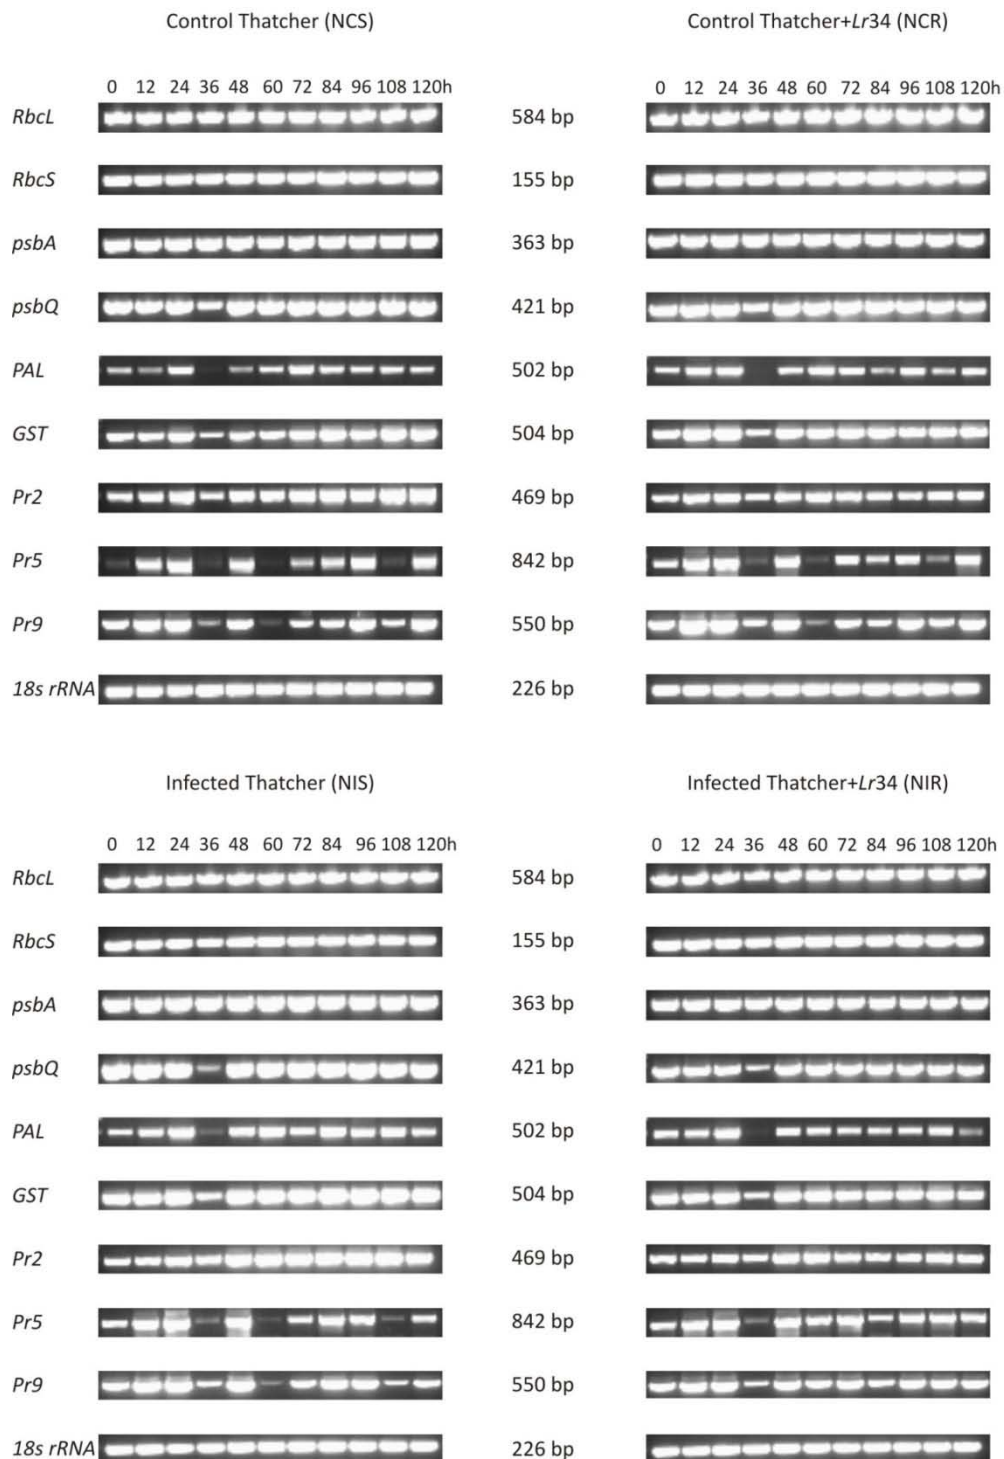 Control Thatcher (NCS) Control Thatcher+Lr34 (NCR)
0 12 24 36 48 60 72 84 96 108 120h 0 12 24 36 48 60 72 84 96 108 120h
RbcL 584 bp
RbcS 155 bp
psbA 363 bp
psbQ 421 bp
PAL 502 bp
GST 504 bp
Pr2 469 bp
Pr5 842 bp
Pr9 550 bp
18s rRNA 226 bp
Infected Thatcher (NIS) Infected Thatcher+Lr34 (NIR)
0 12 24 36 48 60 72 84 96 108 120h 0 12 24 36 48 60 72 84 96 108 120h
RbcL 584 bp
RbcS 155 bp
psbA 363 bp
psbQ 421 bp
PAL 502 bp
GST 504 bp
Pr2 469 bp
Pr5 842 bp
Pr9 550 bp
18s rRNA 226 bp